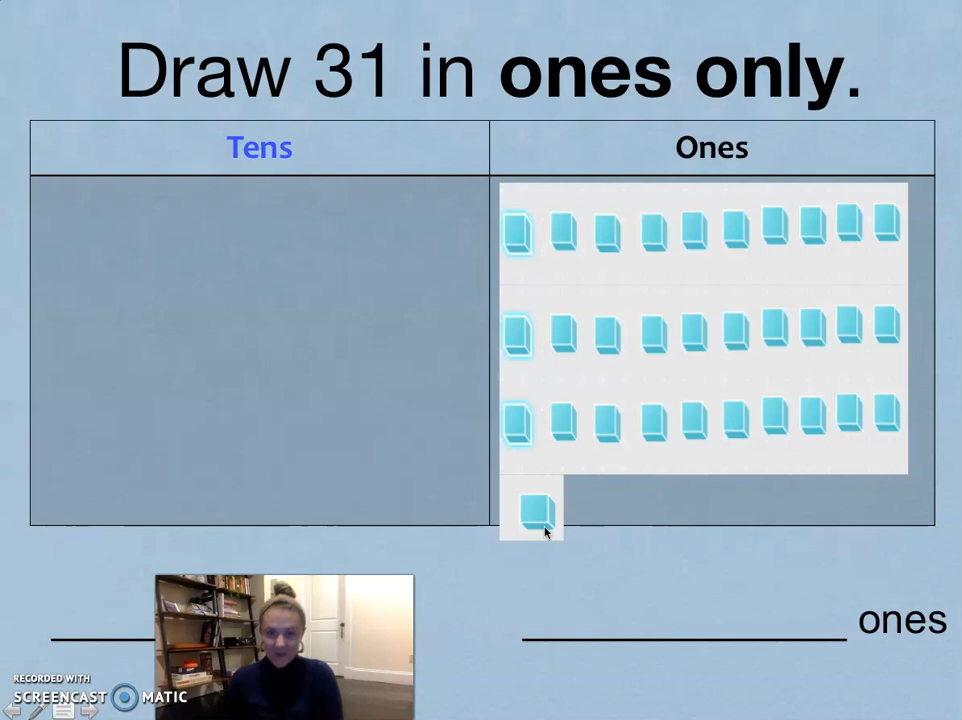 Draw 31 in ones only.
Tens
Ones
ones
RECORDED WITH
SCREENCAST MATIC